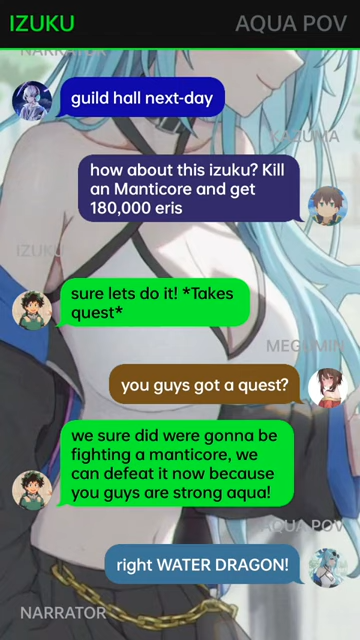 IZUKU
AQUA POV
NARRATOR
guild hall next-day
KAZUMA
how about this izuku? Kill
an Manticore and get
180,000 eris
IZUKU
sure lets do it! *Takes
quest*
MEGUMIN
you guys got a quest?
we sure did were gonna be
fighting a manticore, we
can defeat it now because
you guys are strong aqua!
AQUA POV
right WATER DRAGON!
NARRATOR